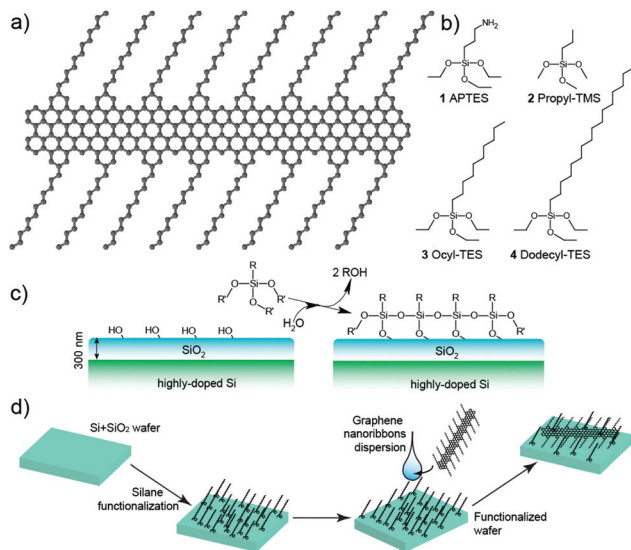 a)
b)
NH₂
Si
O
O
O
1 APTES
Si
O
O
O
2 Propyl-TMS
Si
O
O
O
3 Ocyl-TES
Si
O
O
O
4 Dodecyl-TES
c)
R
Si
R'
O
O
O
R'
R'
2 ROH
H₂O
HO HO HO HO
300 nm
SiO₂
highly-doped Si
R R R R
Si O Si O Si O Si
R' O O O O O O R'
SiO₂
highly-doped Si
d)
Si+SiO₂ wafer
Silane
functionalization
Graphene
nanoribbons
dispersion
Functionalized
wafer